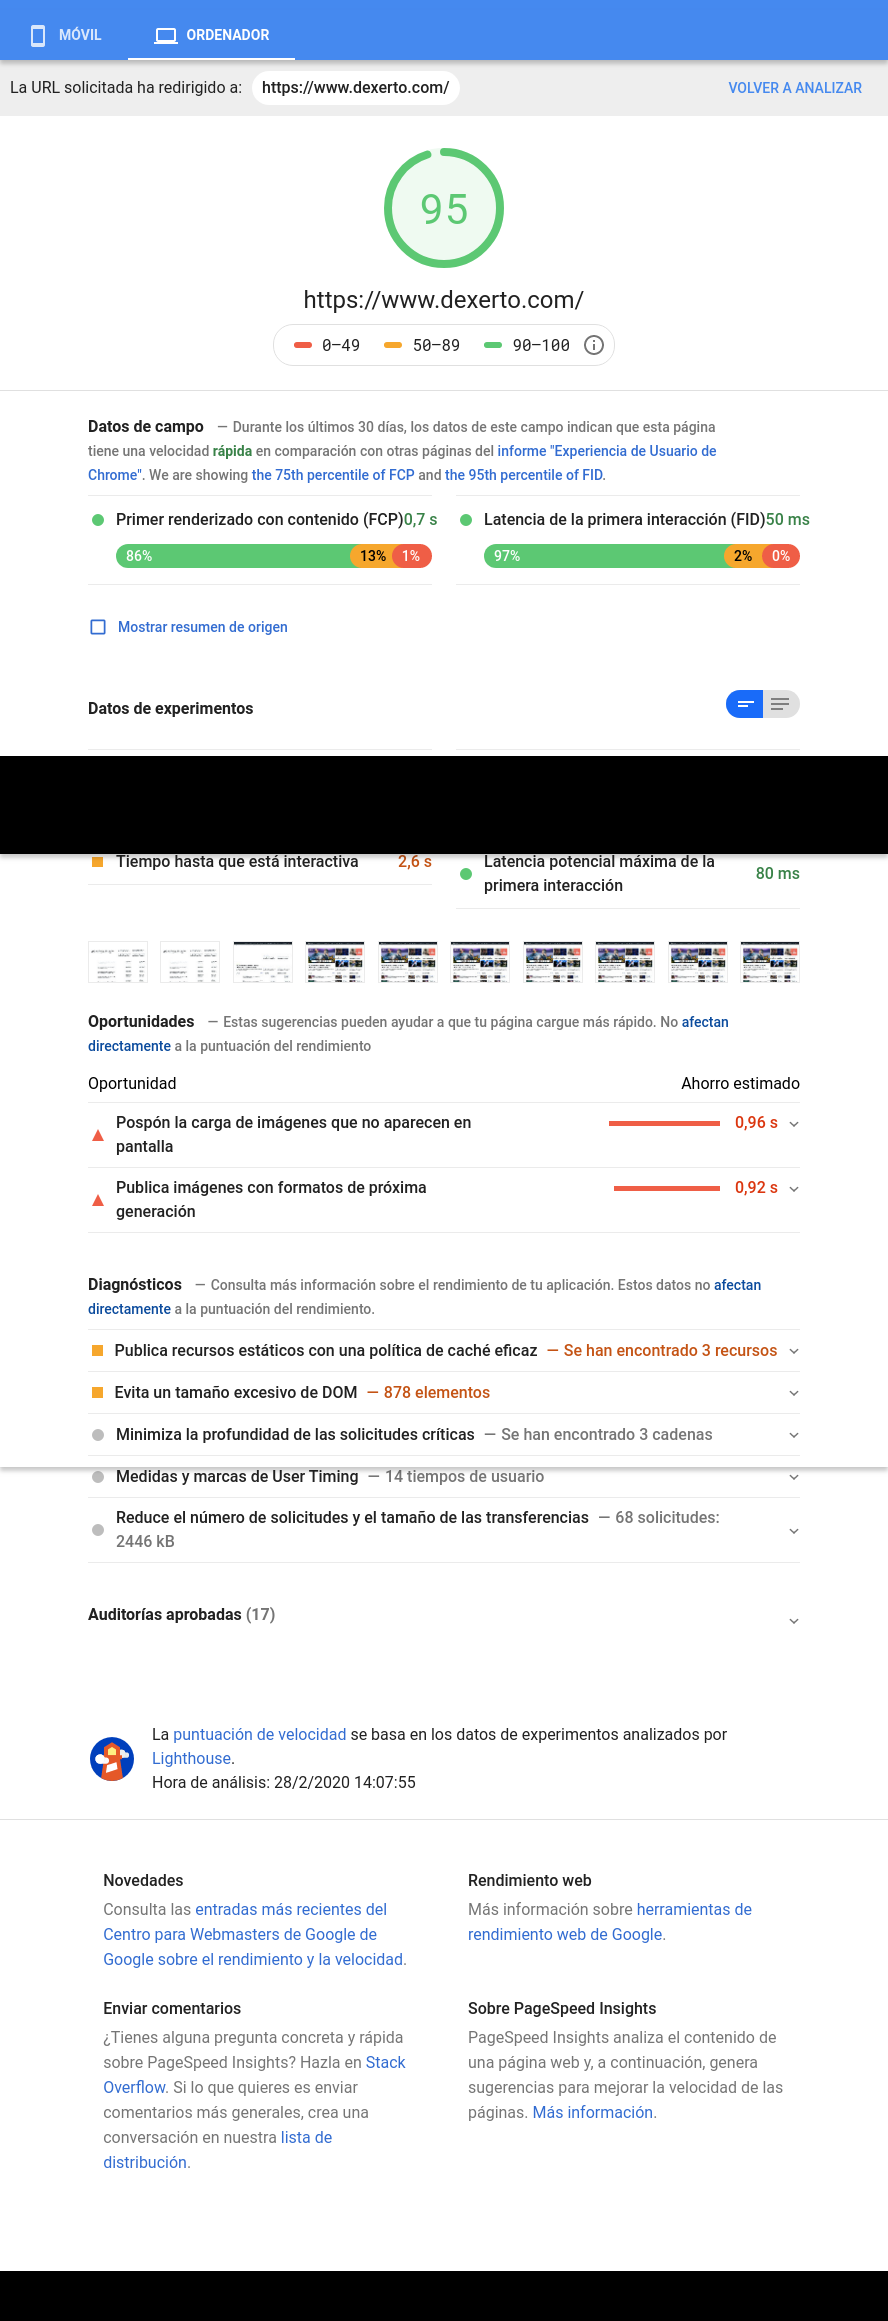 MÓVIL
ORDENADOR
La URL solicitada ha redirigido a: https://www.dexerto.com/ VOLVER A ANALIZAR
95
https://www.dexerto.com/
0–49 50–89 90–100
Datos de campo — Durante los últimos 30 días, los datos de este campo indican que esta página
tiene una velocidad rápida en comparación con otras páginas del informe "Experiencia de Usuario de
Chrome". We are showing the 75th percentile of FCP and the 95th percentile of FID.
Primer renderizado con contenido (FCP) 0,7 s
86% 13% 1%
Latencia de la primera interacción (FID) 50 ms
97% 2% 0%
Mostrar resumen de origen
Datos de experimentos
Tiempo hasta que está interactiva 2,6 s
Latencia potencial máxima de la
primera interacción
80 ms
Oportunidades — Estas sugerencias pueden ayudar a que tu página cargue más rápido. No afectan
directamente a la puntuación del rendimiento
Oportunidad Ahorro estimado
Pospón la carga de imágenes que no aparecen en
pantalla
0,96 s
Publica imágenes con formatos de próxima
generación
0,92 s
Diagnósticos — Consulta más información sobre el rendimiento de tu aplicación. Estos datos no afectan
directamente a la puntuación del rendimiento.
Publica recursos estáticos con una política de caché eficaz — Se han encontrado 3 recursos
Evita un tamaño excesivo de DOM — 878 elementos
Minimiza la profundidad de las solicitudes críticas — Se han encontrado 3 cadenas
Medidas y marcas de User Timing — 14 tiempos de usuario
Reduce el número de solicitudes y el tamaño de las transferencias — 68 solicitudes:
2446 kB
Auditorías aprobadas (17)
La puntuación de velocidad se basa en los datos de experimentos analizados por
Lighthouse.
Hora de análisis: 28/2/2020 14:07:55
Novedades
Consulta las entradas más recientes del
Centro para Webmasters de Google de
Google sobre el rendimiento y la velocidad.
Rendimiento web
Más información sobre herramientas de
rendimiento web de Google.
Enviar comentarios
¿Tienes alguna pregunta concreta y rápida
sobre PageSpeed Insights? Hazla en Stack
Overflow. Si lo que quieres es enviar
comentarios más generales, crea una
conversación en nuestra lista de
distribución.
Sobre PageSpeed Insights
PageSpeed Insights analiza el contenido de
una página web y, a continuación, genera
sugerencias para mejorar la velocidad de las
páginas. Más información.